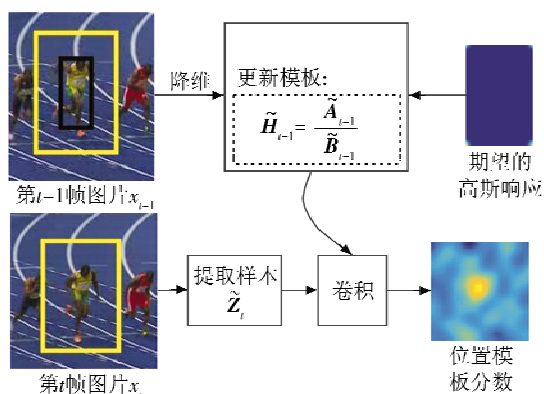 降维
更新模板:
H̃ₜ₋₁ = Ãₜ₋₁ / B̃ₜ₋₁
期望的
高斯响应
第t−1帧图片xₜ₋₁
提取样本
Z̃ₜ
卷积
第t帧图片xₜ
位置模
板分数